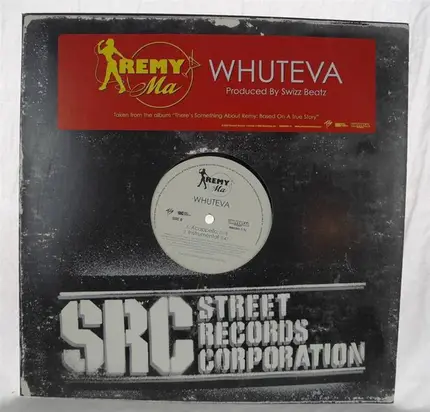 REMY
Ma
WHUTEVA
Produced By Swizz Beatz
Taken from the album "There's Something About Remy: Based On A True Story"
REMY
Ma
WHUTEVA
Instrumental
SRC STREET
RECORDS
CORPORATION